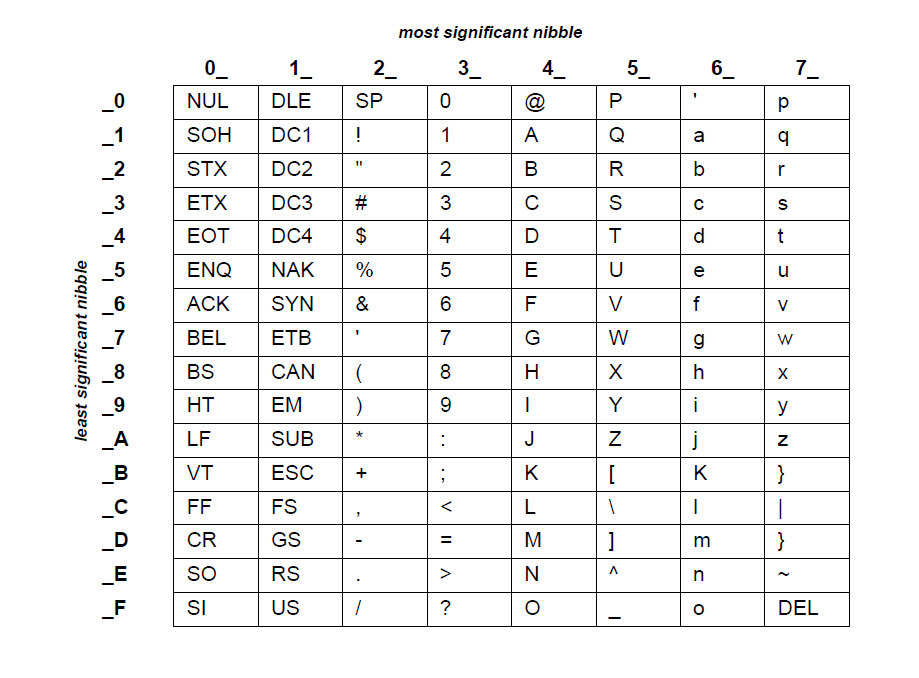 most significant nibble
0_ 1_ 2_ 3_ 4_ 5_ 6_ 7_
least significant nibble
_0 NUL DLE SP 0 @ P ' p
_1 SOH DC1 ! 1 A Q a q
_2 STX DC2 " 2 B R b r
_3 ETX DC3 # 3 C S c s
_4 EOT DC4 $ 4 D T d t
_5 ENQ NAK % 5 E U e u
_6 ACK SYN & 6 F V f v
_7 BEL ETB ' 7 G W g w
_8 BS CAN ( 8 H X h x
_9 HT EM ) 9 I Y i y
_A LF SUB * : J Z j z
_B VT ESC + ; K [ K }
_C FF FS , < L \ l |
_D CR GS - = M ] m }
_E SO RS . > N ^ n ~
_F SI US / ? O _ o DEL